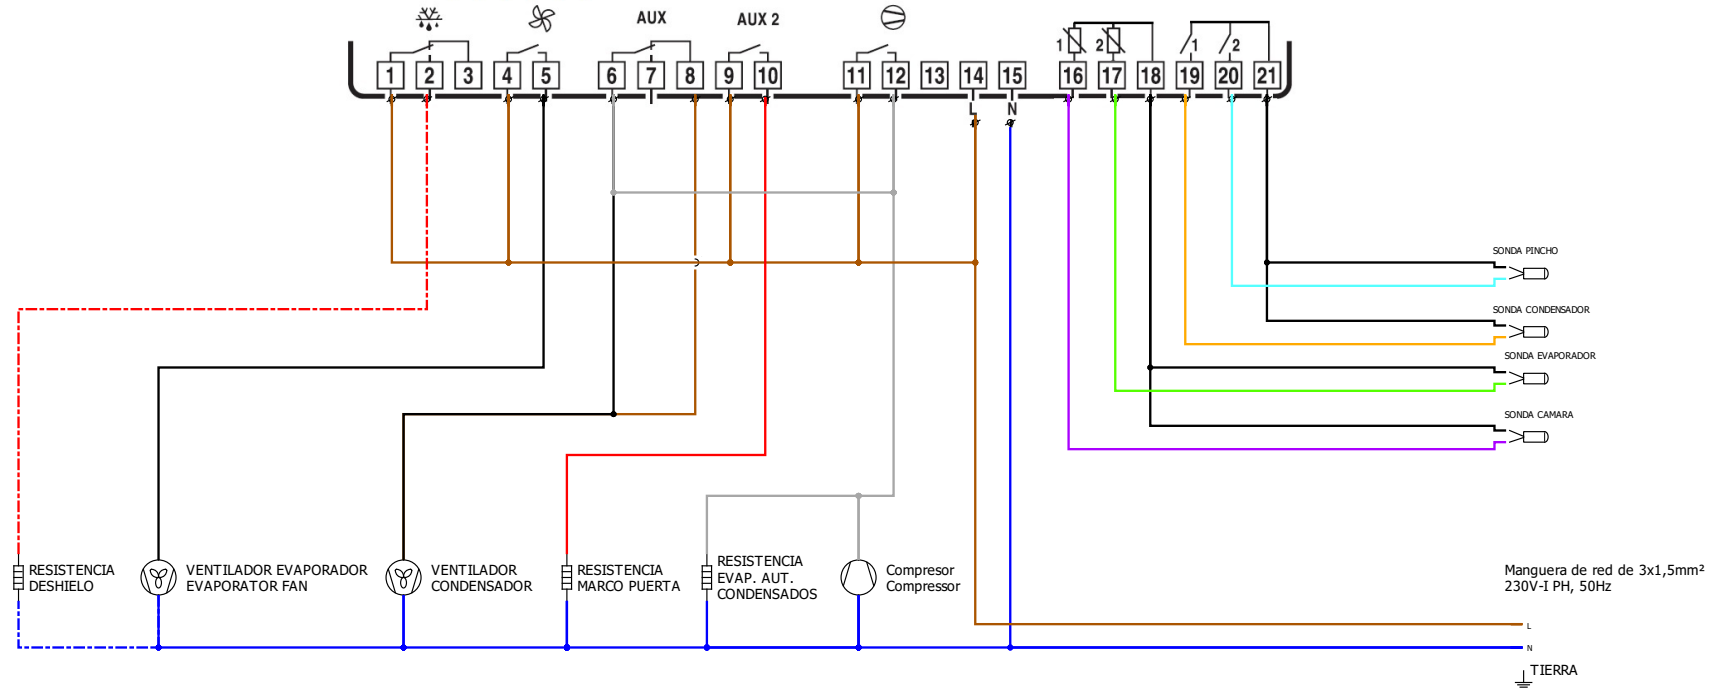 AUX
AUX 2
1
2
1
2
1
2
3
4
5
6
7
8
9
10
11
12
13
14
15
16
17
18
19
20
21
L
N
SONDA PINCHO
SONDA CONDENSADOR
SONDA EVAPORADOR
SONDA CAMARA
RESISTENCIA
DESHIELO
VENTILADOR EVAPORADOR
EVAPORATOR FAN
VENTILADOR
CONDENSADOR
RESISTENCIA
MARCO PUERTA
RESISTENCIA
EVAP. AUT.
CONDENSADOS
Compresor
Compressor
Manguera de red de 3x1,5mm²
230V-I PH, 50Hz
L
N
TIERRA